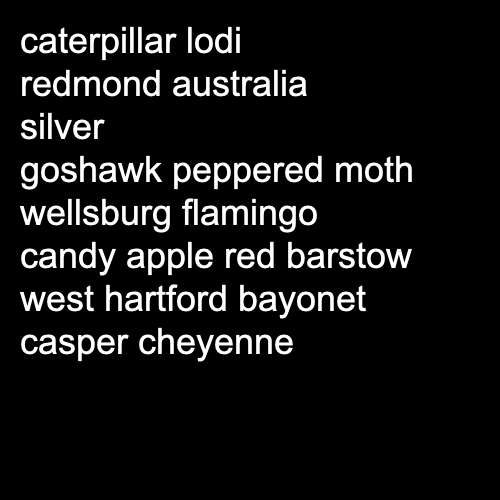 caterpillar lodi
redmond australia
silver
goshawk peppered moth
wellsburg flamingo
candy apple red barstow
west hartford bayonet
casper cheyenne